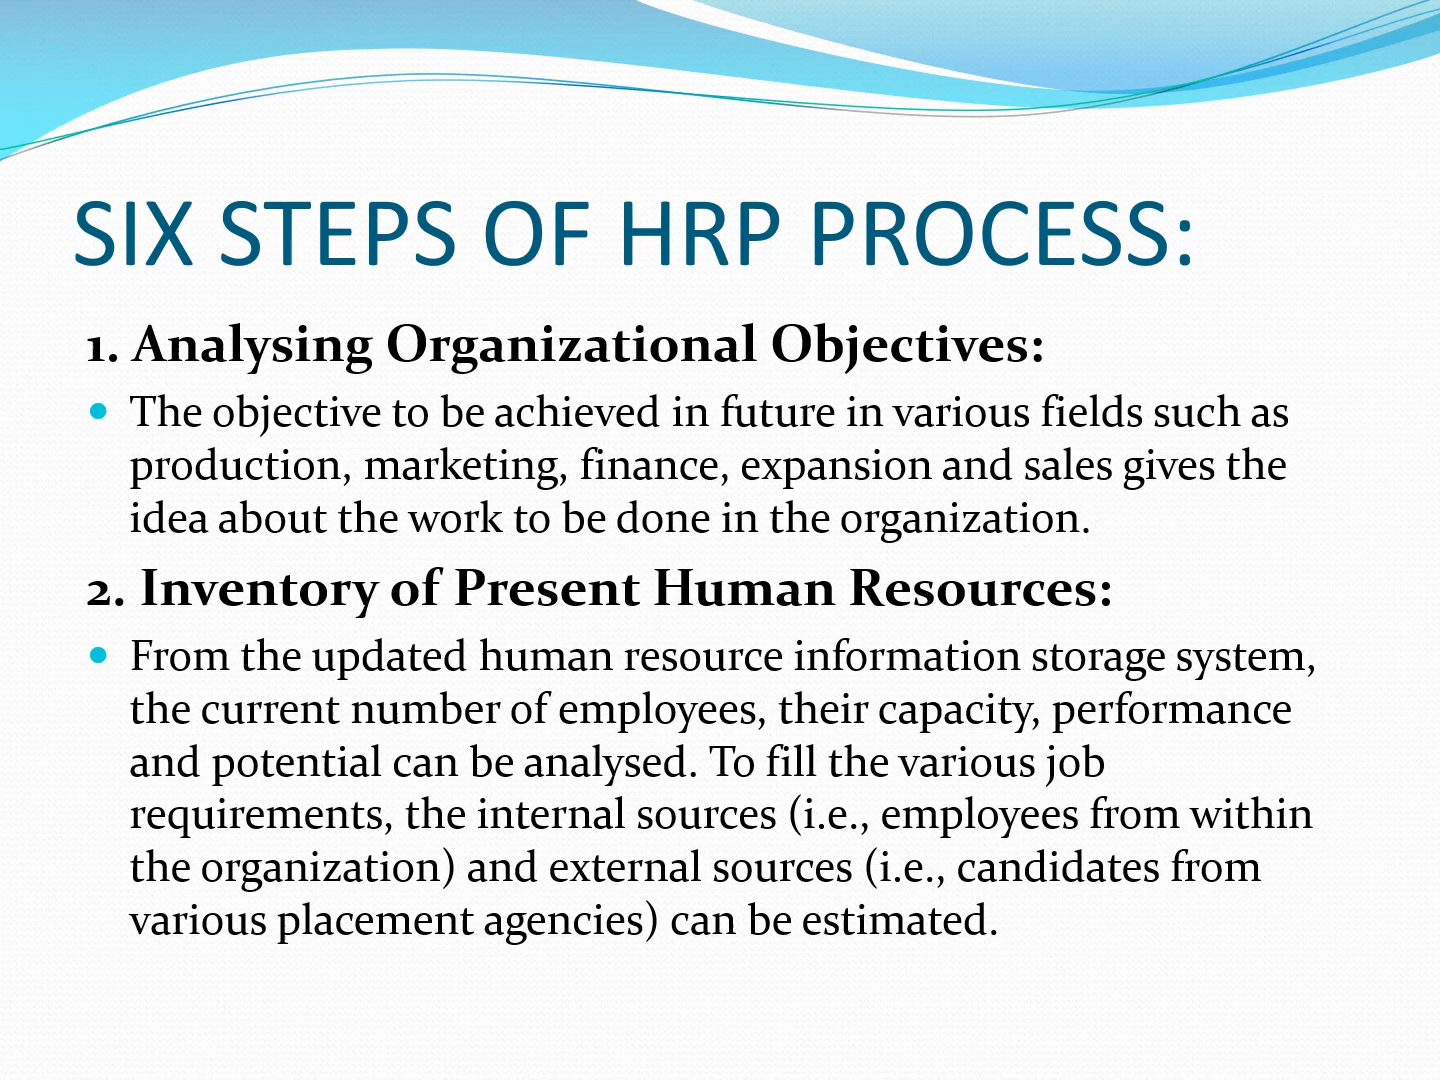 SIX STEPS OF HRP PROCESS:
1. Analysing Organizational Objectives:
• The objective to be achieved in future in various fields such as
production, marketing, finance, expansion and sales gives the
idea about the work to be done in the organization.
2. Inventory of Present Human Resources:
• From the updated human resource information storage system,
the current number of employees, their capacity, performance
and potential can be analysed. To fill the various job
requirements, the internal sources (i.e., employees from within
the organization) and external sources (i.e., candidates from
various placement agencies) can be estimated.